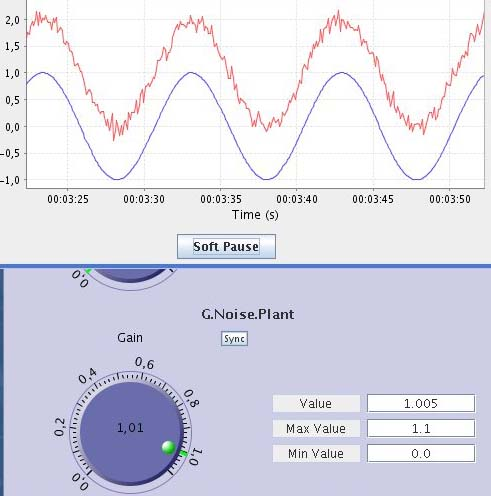 2,0
1,5
1,0
0,5
0,0
-0,5
-1,0
00:03:25 00:03:30 00:03:35 00:03:40 00:03:45 00:03:50
Time (s)
Soft Pause
0,0
G.Noise.Plant
Gain
Sync
0,0
0,2
0,4
0,6
0,8
1,0
1,01
Value 1.005
Max Value 1.1
Min Value 0.0